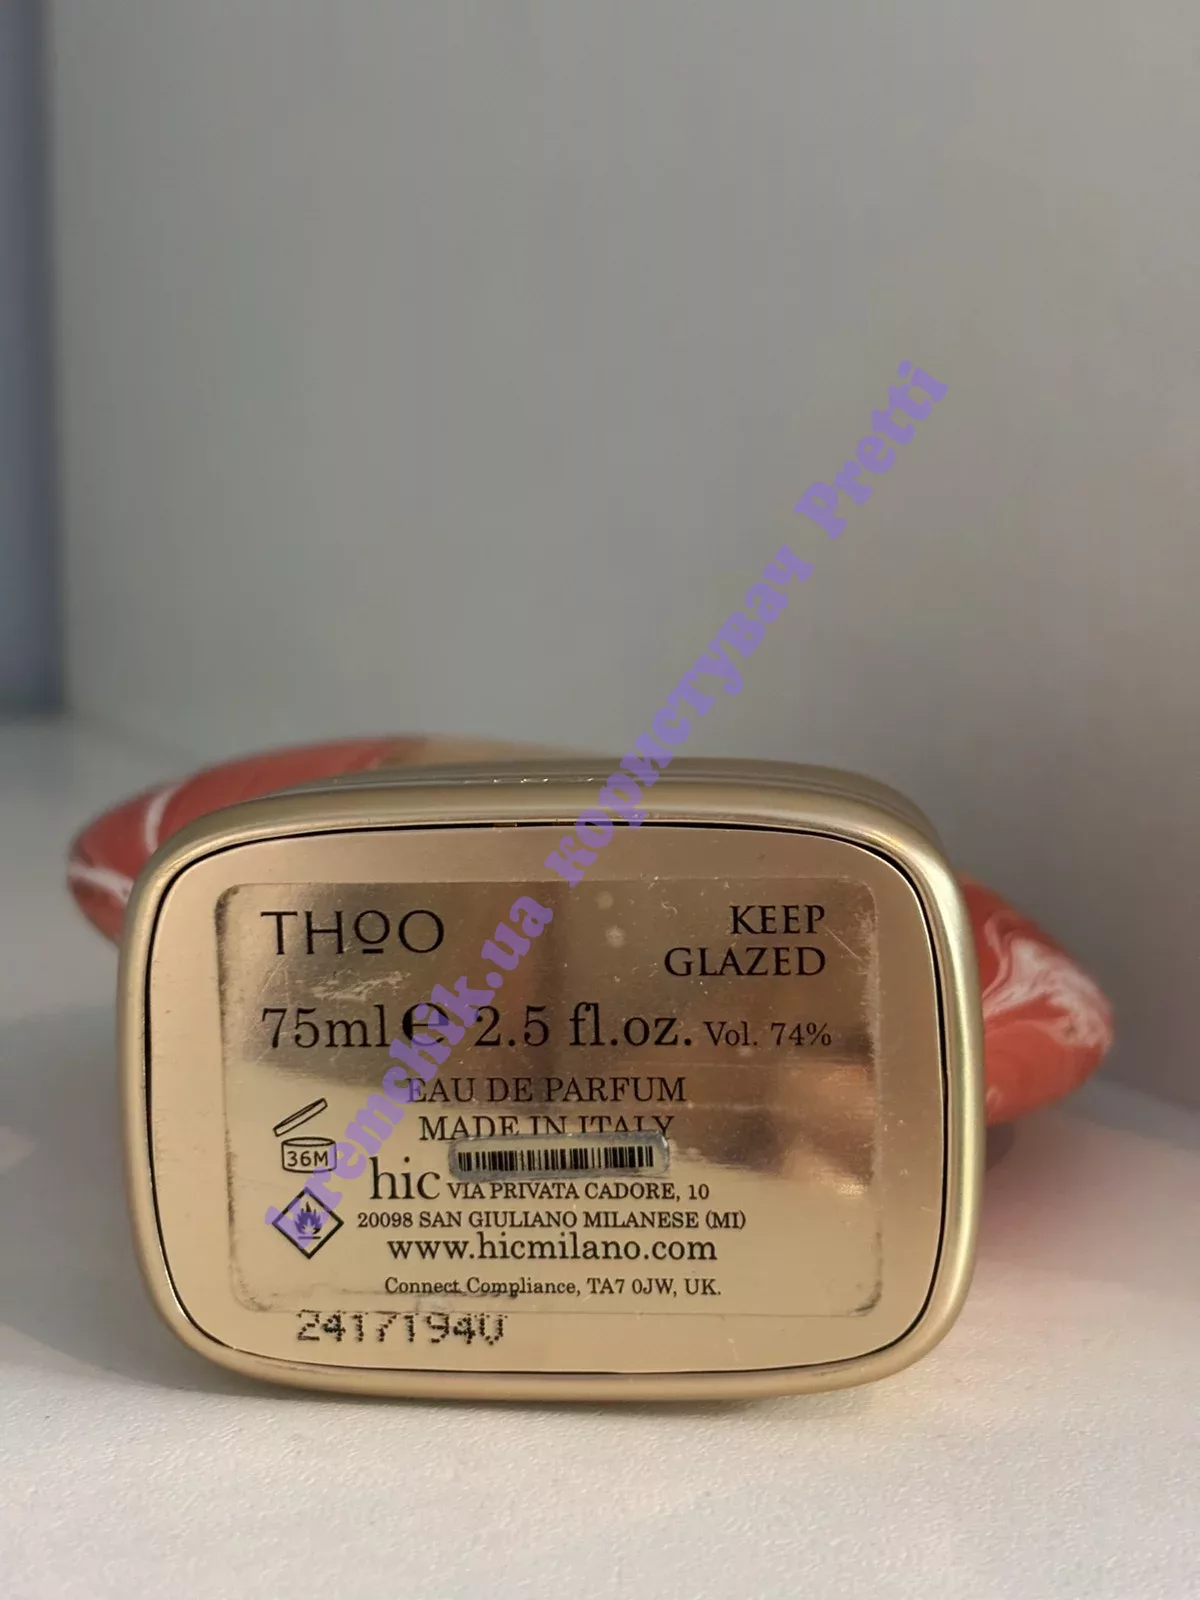 THOO
KEEP
GLAZED
75ml e 2.5 fl.oz. Vol. 74%
EAU DE PARFUM
MADE IN ITALY
36M
hic VIA PRIVATA CADORE, 10
20098 SAN GIULIANO MILANESE (MI)
www.hicmilano.com
Connect Compliance, TA7 0JW, UK.
2417194V
kremchik.ua користувач Pretti